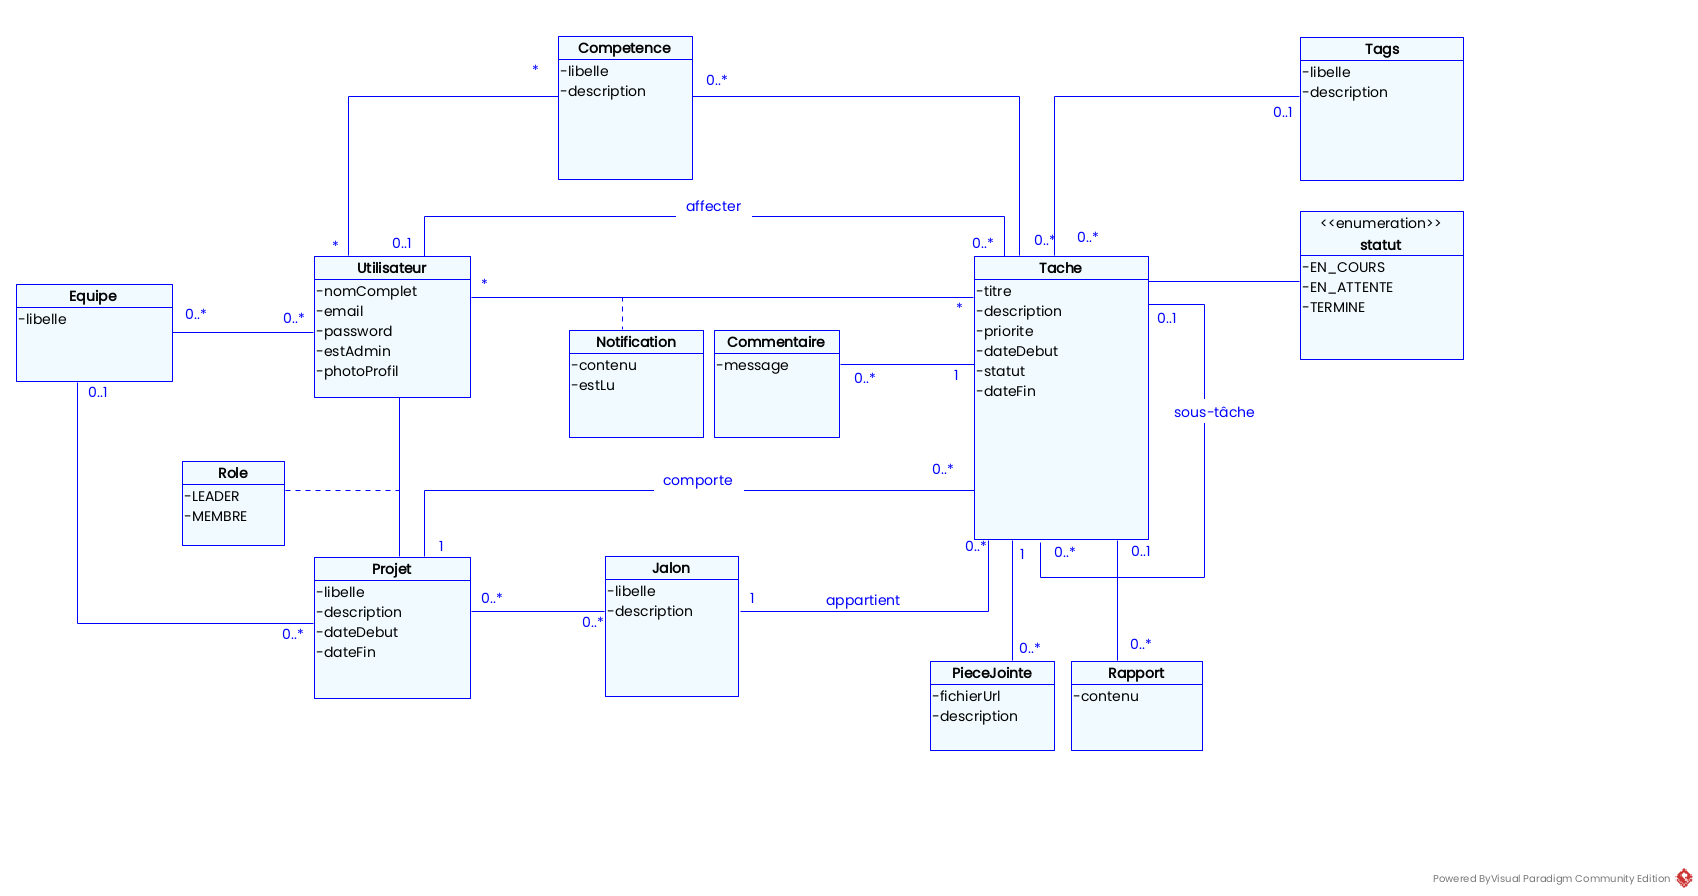 Competence
-libelle
-description
*
0..*
Tags
-libelle
-description
0..1
affecter
*
0..1
0..*
0..*
0..*
<<enumeration>>
statut
-EN_COURS
-EN_ATTENTE
-TERMINE
Equipe
-libelle
0..*
0..*
0..1
Utilisateur
-nomComplet
-email
-password
-estAdmin
-photoProfil
*
*
Notification
-contenu
-estLu
Commentaire
-message
0..*
1
Tache
-titre
-description
-priorite
-dateDebut
-statut
-dateFin
0..1
sous-tâche
Role
-LEADER
-MEMBRE
comporte
0..*
1
0..*
1
0..*
0..1
Projet
-libelle
-description
-dateDebut
-dateFin
0..*
0..*
0..*
Jalon
-libelle
-description
1
appartient
0..*
0..*
PieceJointe
-fichierUrl
-description
Rapport
-contenu
Powered ByVisual Paradigm Community Edition